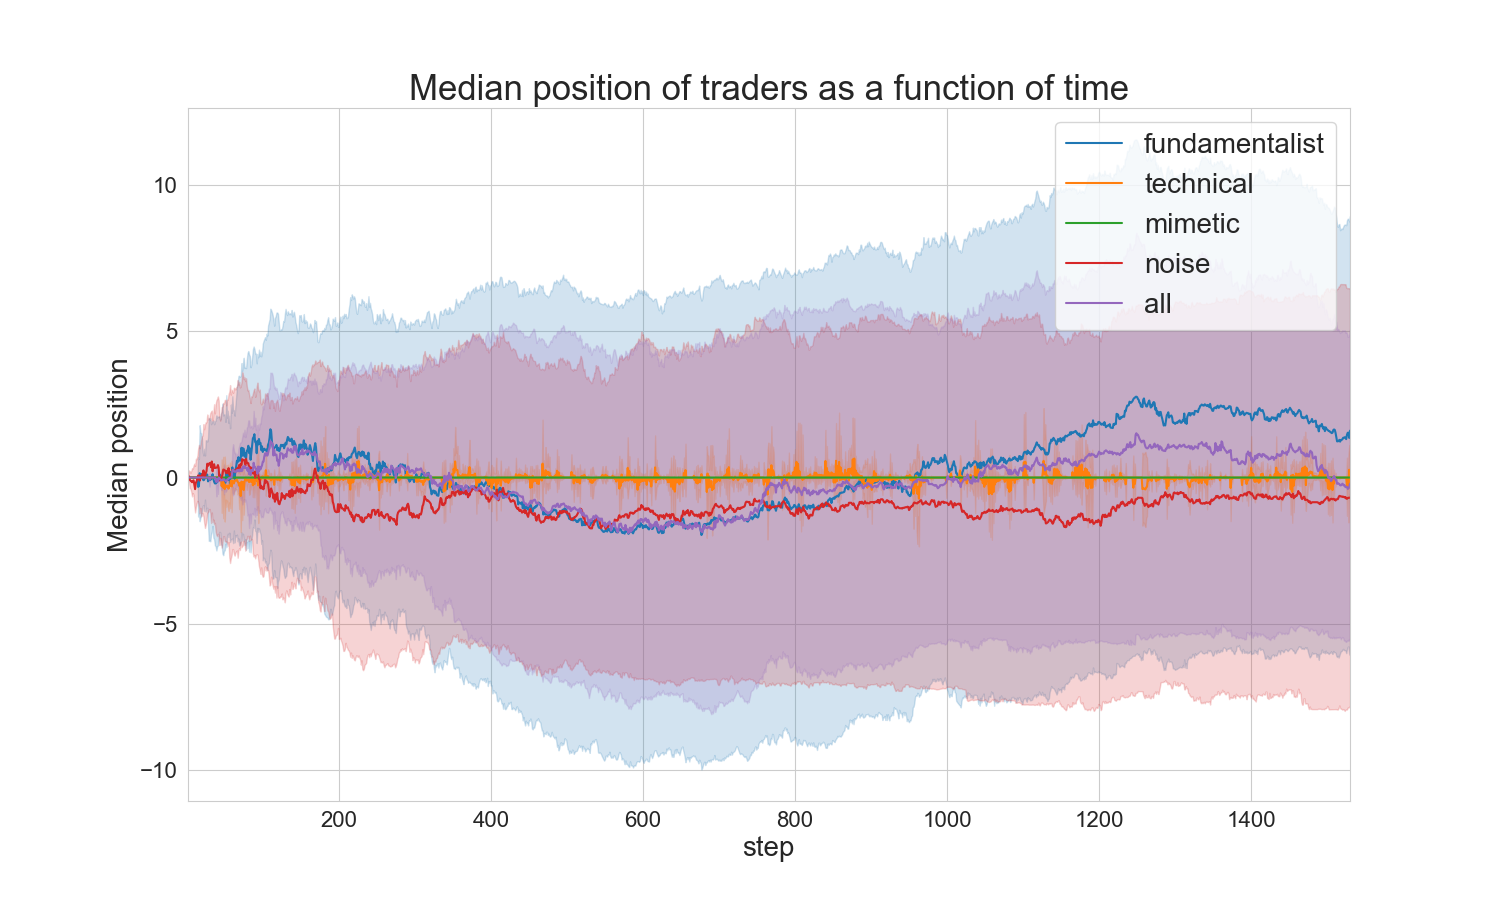 Median position of traders as a function of time
fundamentalist
technical
mimetic
noise
all
Median position
10
5
0
−5
−10
200 400 600 800 1000 1200 1400
step